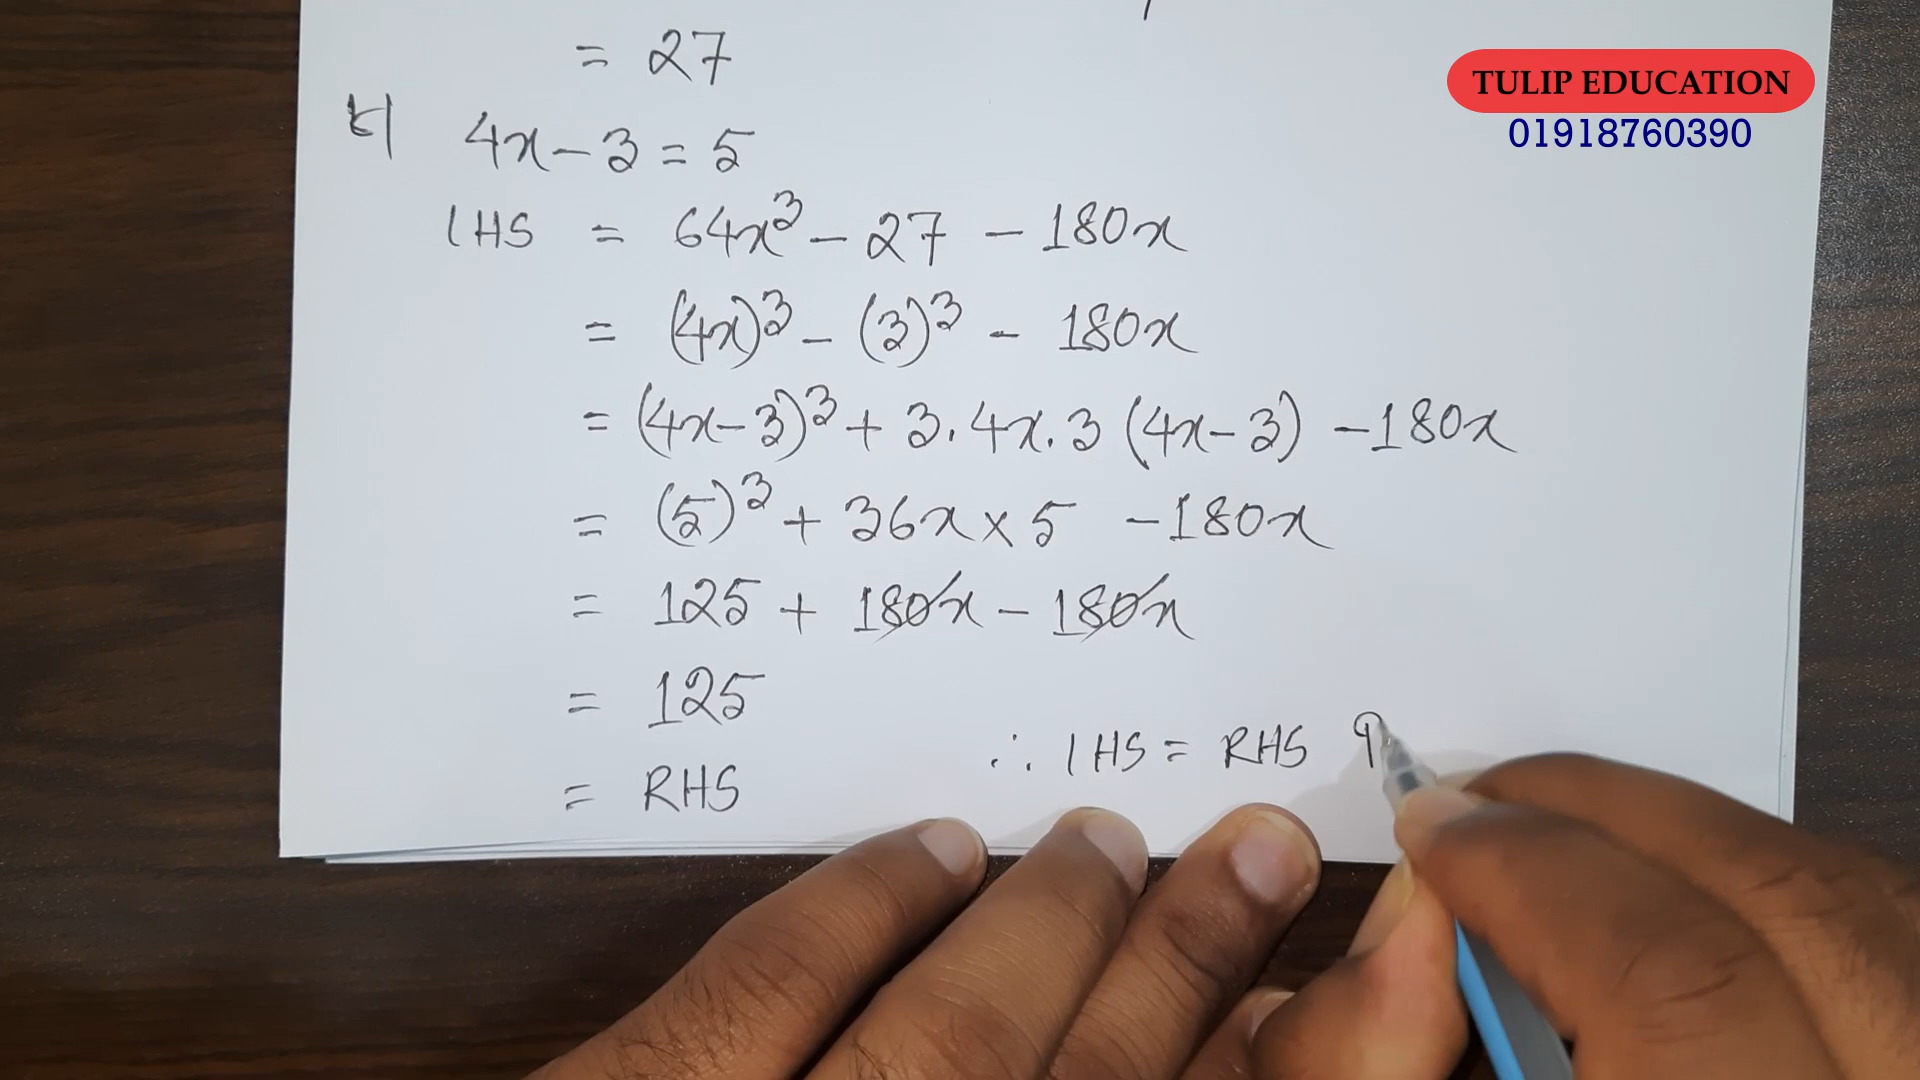 = 27
TULIP EDUCATION
01918760390
4x - 3 = 5
LHS = 64x³ - 27 - 180x
= (4x)³ - (3)³ - 180x
= (4x-3)³ + 3.4x.3 (4x-3) - 180x
= (5)³ + 36x × 5 - 180x
= 125 + 180x - 180x
= 125
∴ LHS = RHS
= RHS